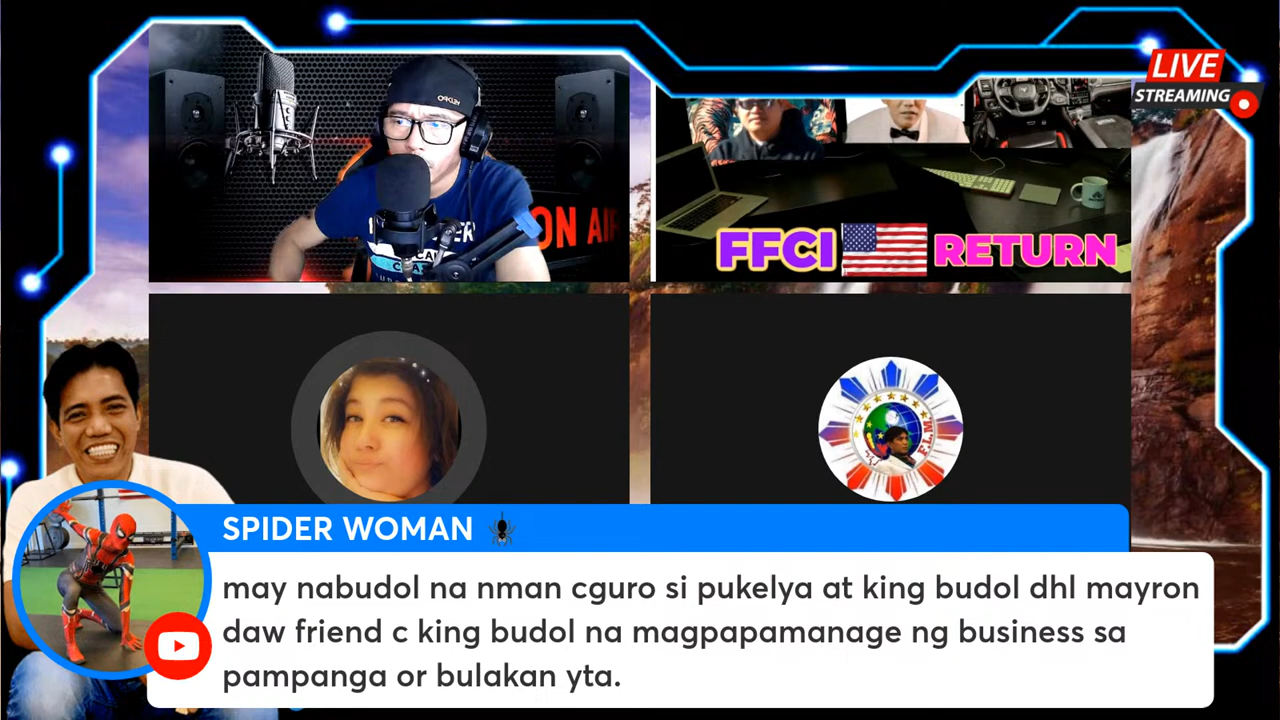 LIVE
STREAMING
OAKLEY
ON AIR
FFCI RETURN
F.L.M
SPIDER WOMAN
may nabudol na nman cguro si pukelya at king budol dhl mayron
daw friend c king budol na magpapamanage ng business sa
pampanga or bulakan yta.